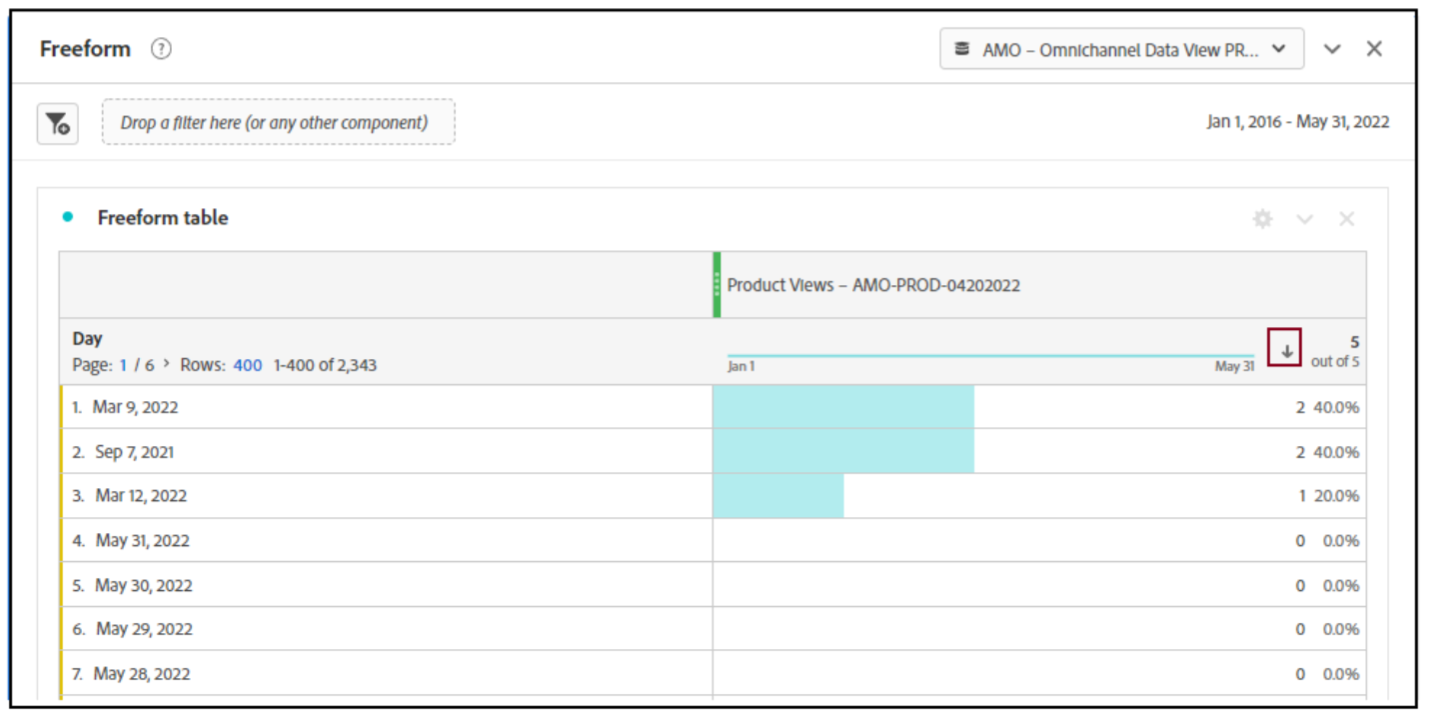 Freeform ?
AMO – Omnichannel Data View PR...
Drop a filter here (or any other component)
Jan 1, 2016 - May 31, 2022
Freeform table
Product Views – AMO-PROD-04202022
Day
Page: 1 / 6 > Rows: 400 1-400 of 2,343
Jan 1
May 31
5
out of 5
1. Mar 9, 2022 2 40.0%
2. Sep 7, 2021 2 40.0%
3. Mar 12, 2022 1 20.0%
4. May 31, 2022 0 0.0%
5. May 30, 2022 0 0.0%
6. May 29, 2022 0 0.0%
7. May 28, 2022 0 0.0%